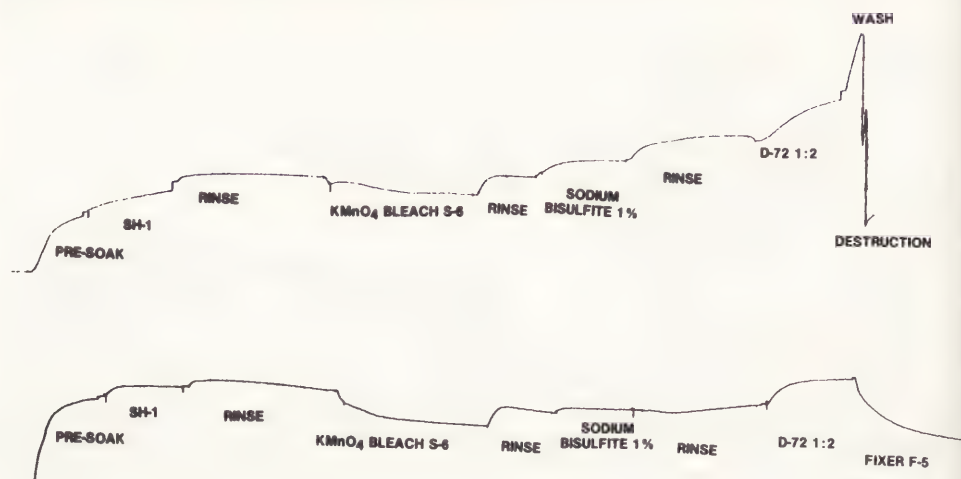 WASH
D-72 1:2
RINSE
SODIUM
BISULFITE 1%
RINSE
KMnO4 BLEACH S-6
RINSE
SH-1
PRE-SOAK
DESTRUCTION
PRE-SOAK
SH-1
RINSE
KMnO4 BLEACH S-6
RINSE
SODIUM
BISULFITE 1%
RINSE
D-72 1:2
FIXER F-5